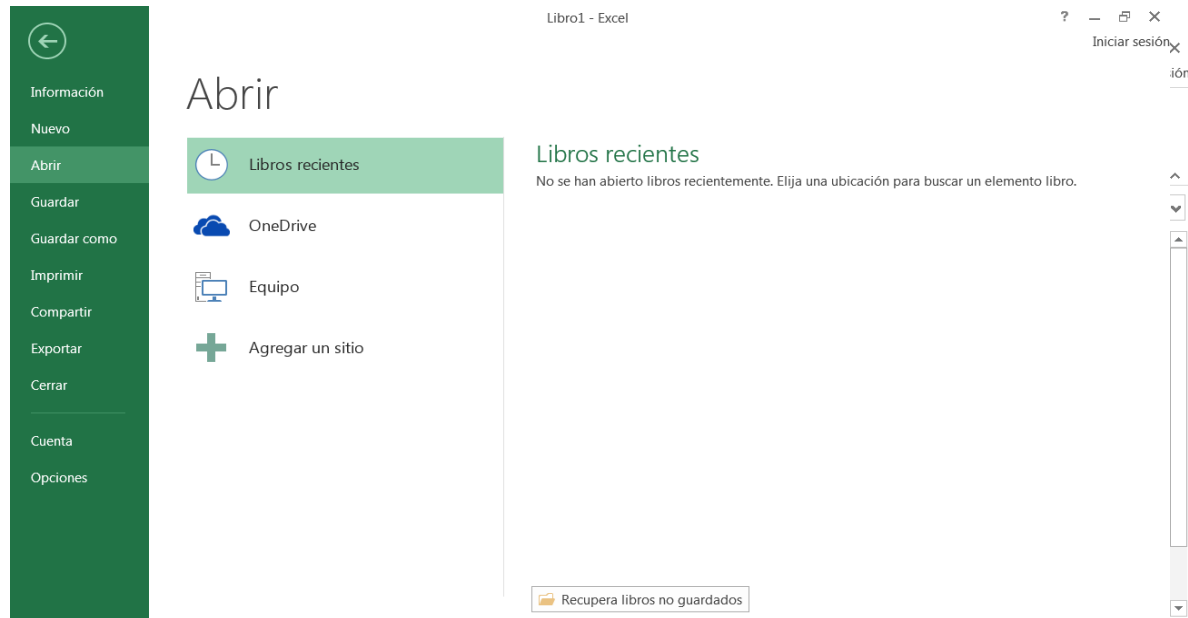 Libro1 - Excel
?
Iniciar sesión
ión
Abrir
Información
Nuevo
Abrir
Guardar
Guardar como
Imprimir
Compartir
Exportar
Cerrar
Cuenta
Opciones
Libros recientes
OneDrive
Equipo
Agregar un sitio
Libros recientes
No se han abierto libros recientemente. Elija una ubicación para buscar un elemento libro.
Recupera libros no guardados